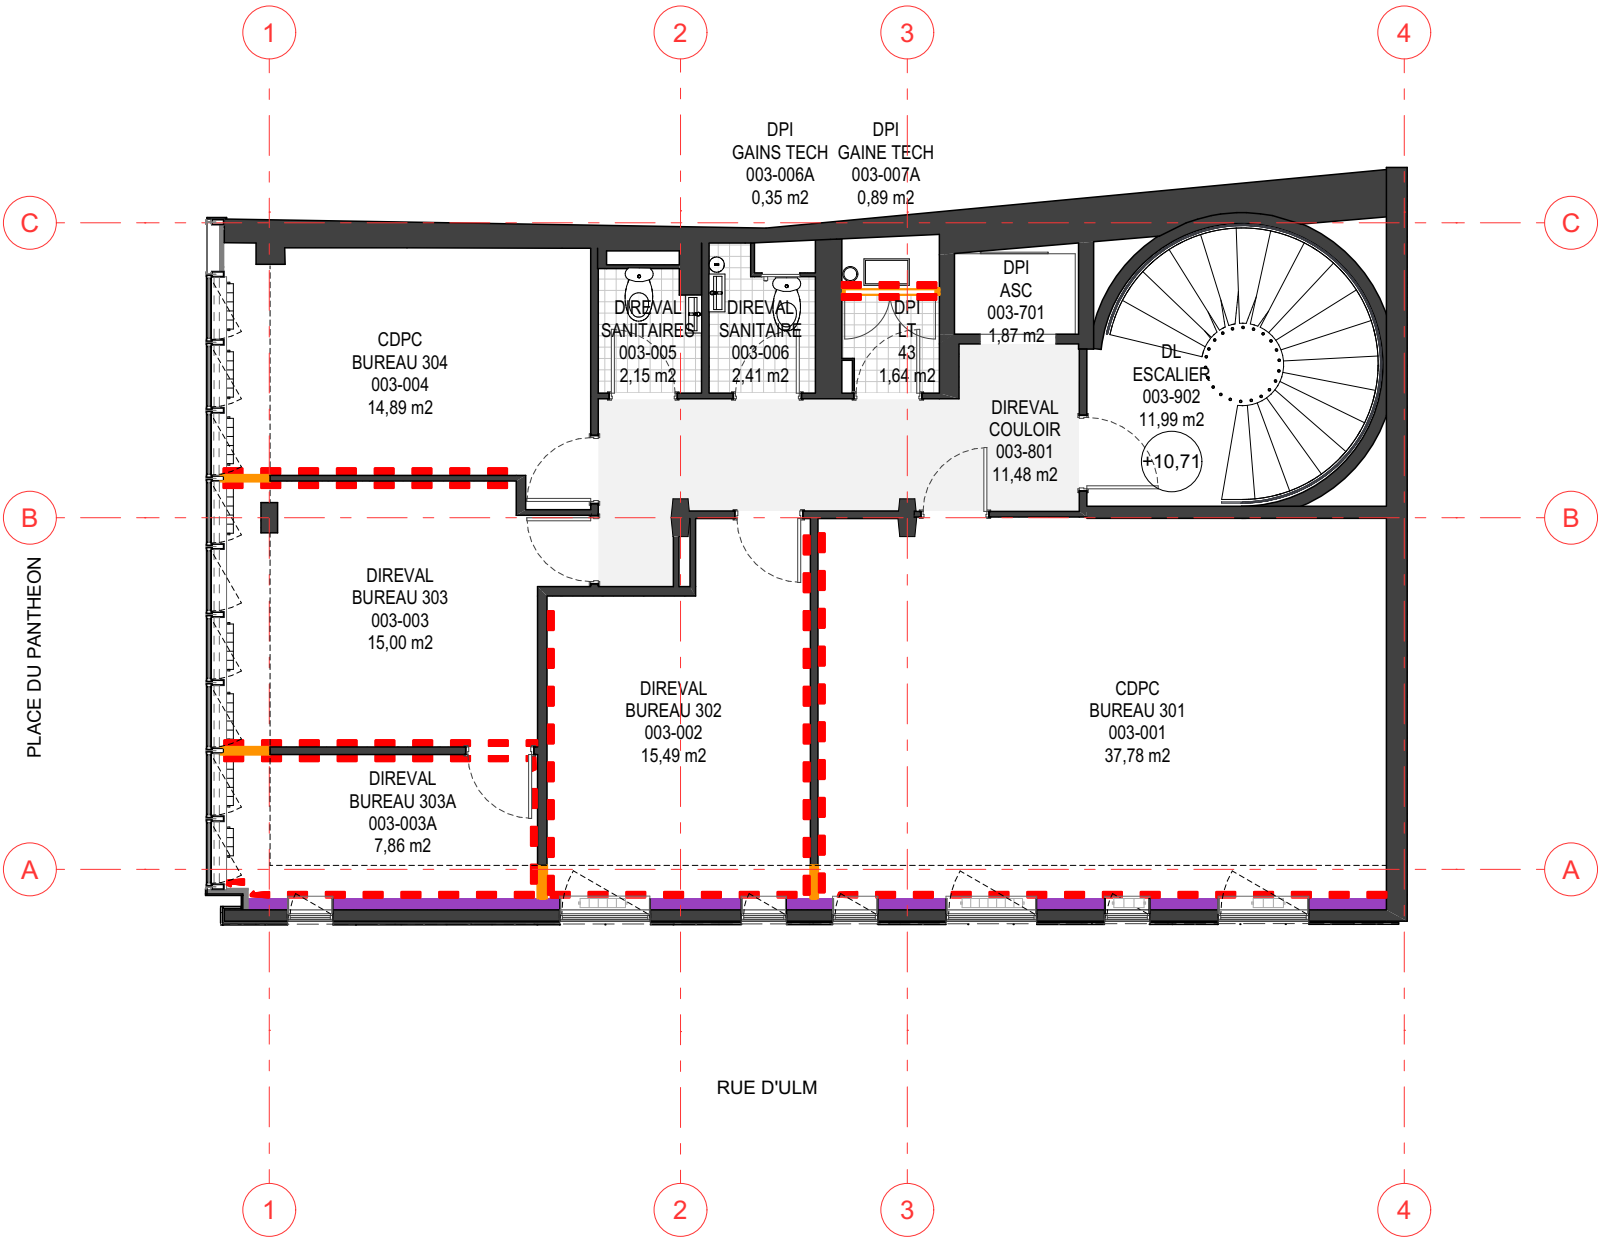 1
2
3
4
DPI
GAINS TECH
003-006A
0,35 m2
DPI
GAINE TECH
003-007A
0,89 m2
C
C
DPI
ASC
003-701
1,87 m2
DIREVAL
SANITAIRES
003-005
2,15 m2
DIREVAL
SANITAIRE
003-006
2,41 m2
DPI
LT
43
1,64 m2
CDPC
BUREAU 304
003-004
14,89 m2
DL
ESCALIER
003-902
11,99 m2
+10,71
DIREVAL
COULOIR
003-801
11,48 m2
B
B
PLACE DU PANTHEON
DIREVAL
BUREAU 303
003-003
15,00 m2
DIREVAL
BUREAU 302
003-002
15,49 m2
CDPC
BUREAU 301
003-001
37,78 m2
DIREVAL
BUREAU 303A
003-003A
7,86 m2
A
A
RUE D'ULM
1
2
3
4